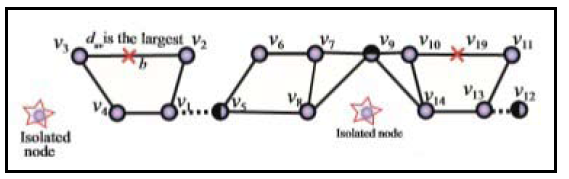 v3 dav is the largest v2 v6 v7 v9 v10 v19 v11
b
v4 v1 v5 v8 v14 v13 v12
Isolated
node
Isolated node